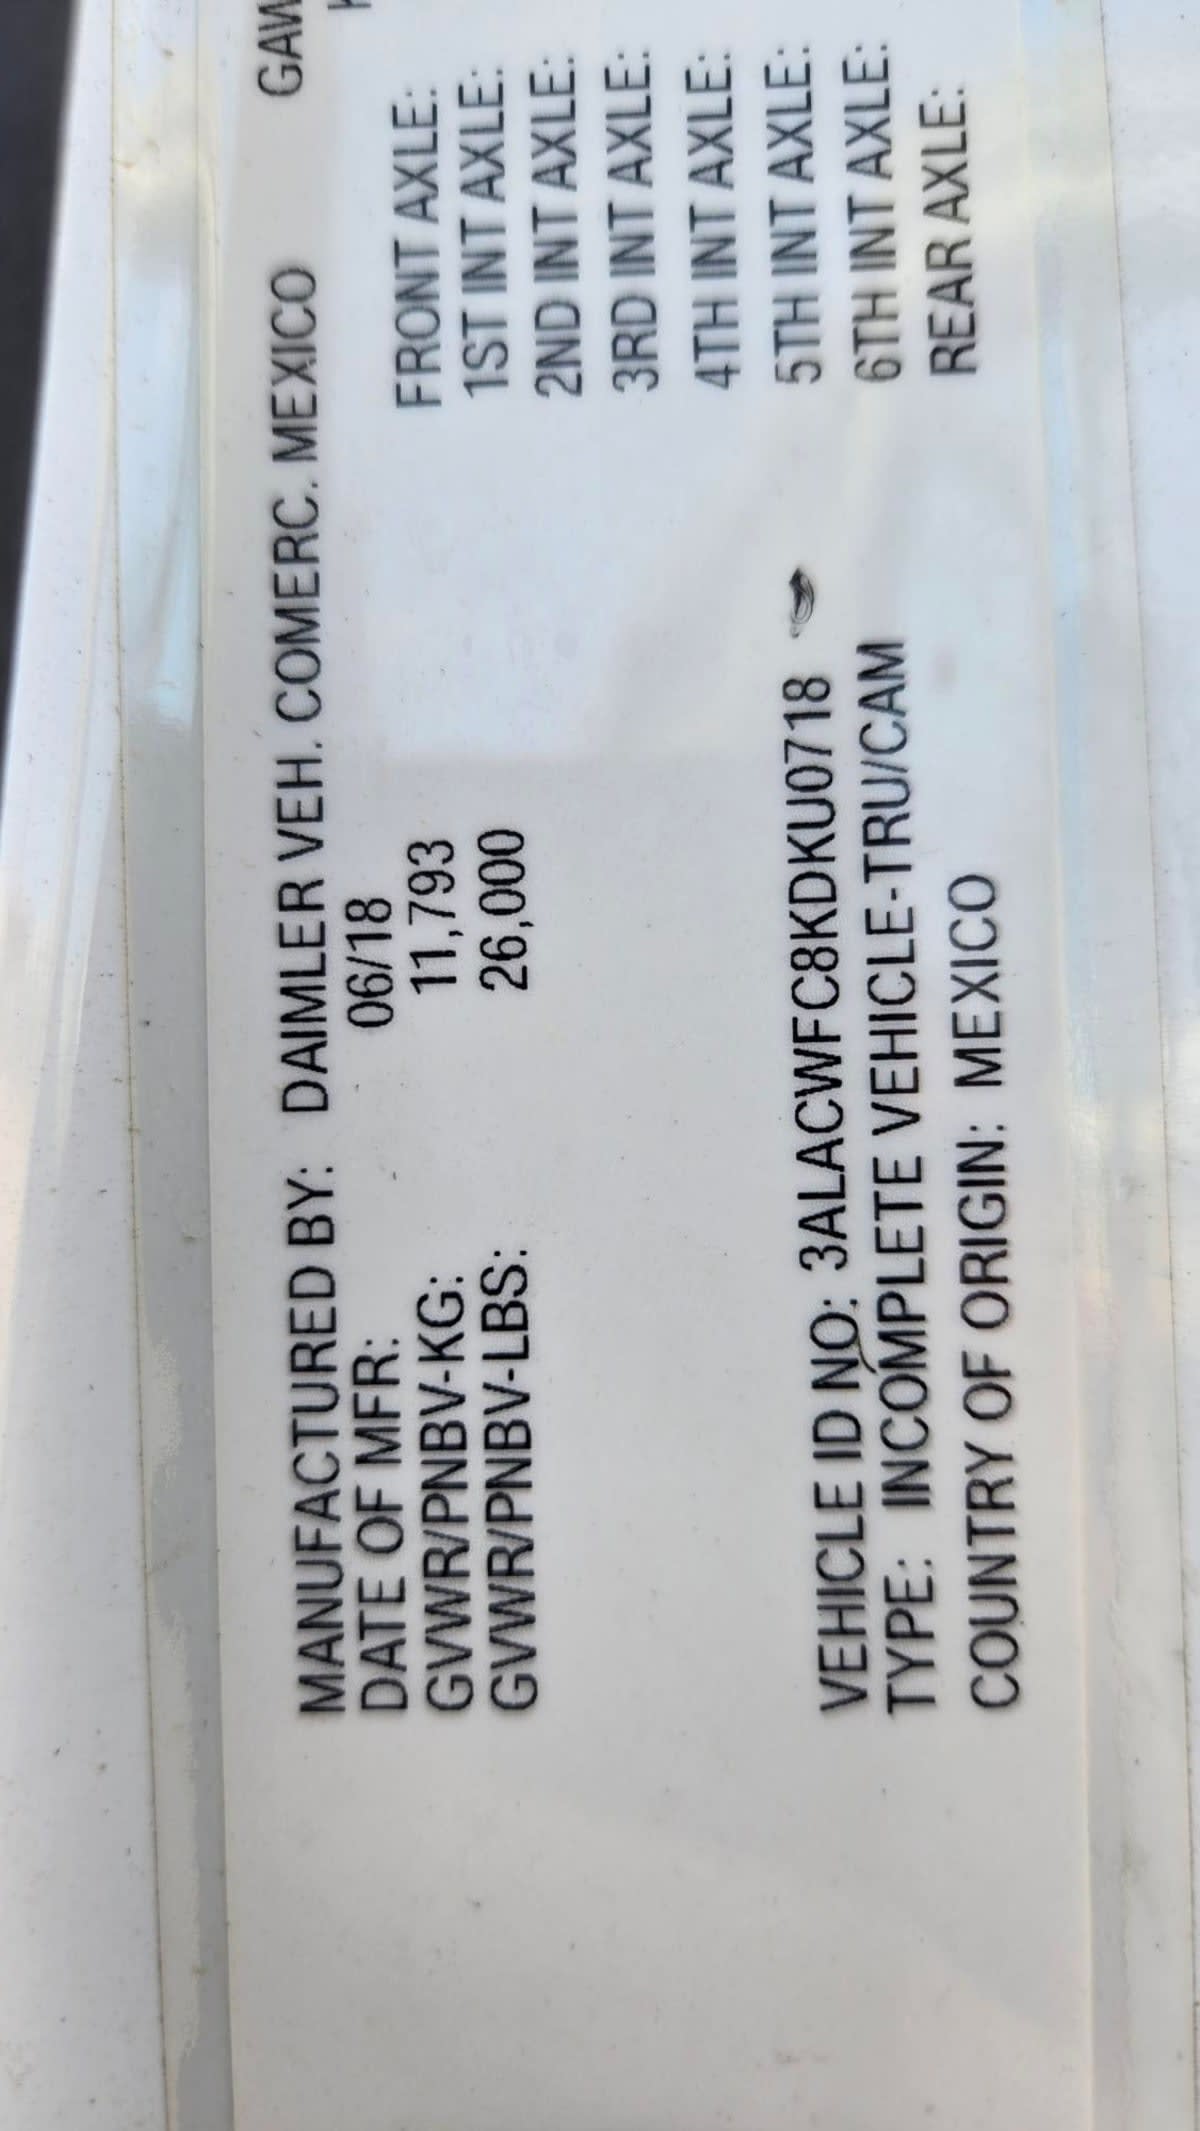 MANUFACTURED BY: DAIMLER VEH. COMERC. MEXICO
DATE OF MFR: 06/18
GVWR/PNBV-KG: 11,793
GVWR/PNBV-LBS: 26,000
VEHICLE ID NO: 3ALACWFC8KDKU0718
TYPE: INCOMPLETE VEHICLE-TRU/CAM
COUNTRY OF ORIGIN: MEXICO
GAW
FRONT AXLE:
1ST INT AXLE:
2ND INT AXLE:
3RD INT AXLE:
4TH INT AXLE:
5TH INT AXLE:
6TH INT AXLE:
REAR AXLE: